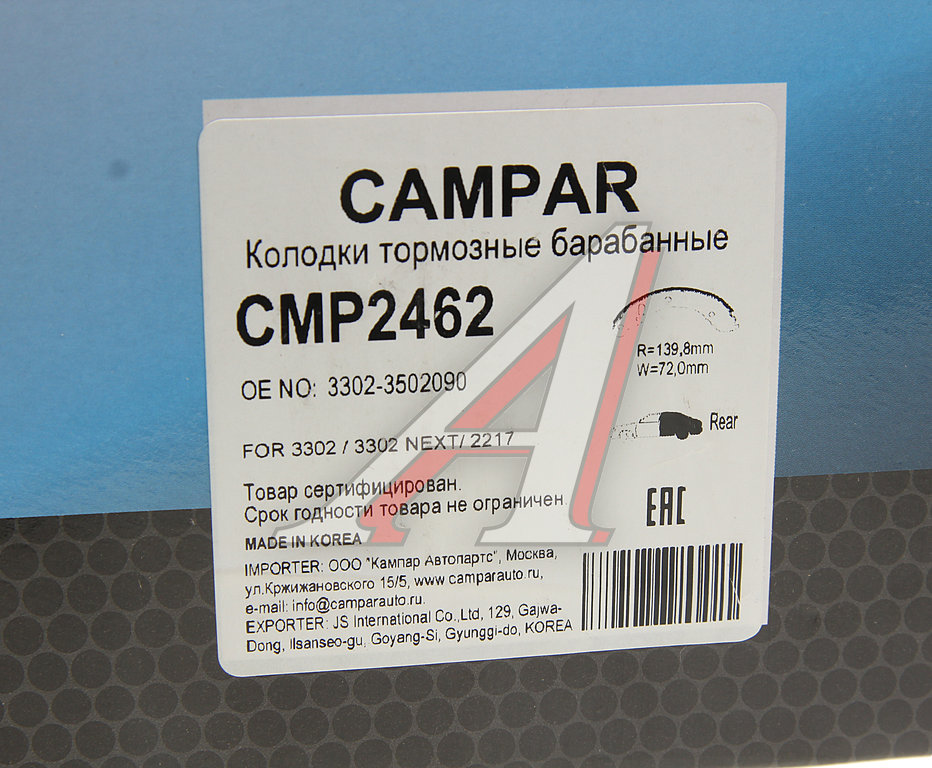 CAMPAR
Колодки тормозные барабанные
CMP2462
R=139,8mm
W=72,0mm
OE NO: 3302-3502090
Rear
FOR 3302 / 3302 NEXT/ 2217
Товар сертифицирован.
Срок годности товара не ограничен.
EAC
MADE IN KOREA
IMPORTER: ООО "Кампар Автопартс", Москва,
ул.Кржижановского 15/5, www.camparauto.ru,
e-mail: info@camparauto.ru.
EXPORTER: JS International Co.,Ltd, 129, Gajwa-
Dong, Ilsanseo-gu, Goyang-Si, Gyunggi-do, KOREA